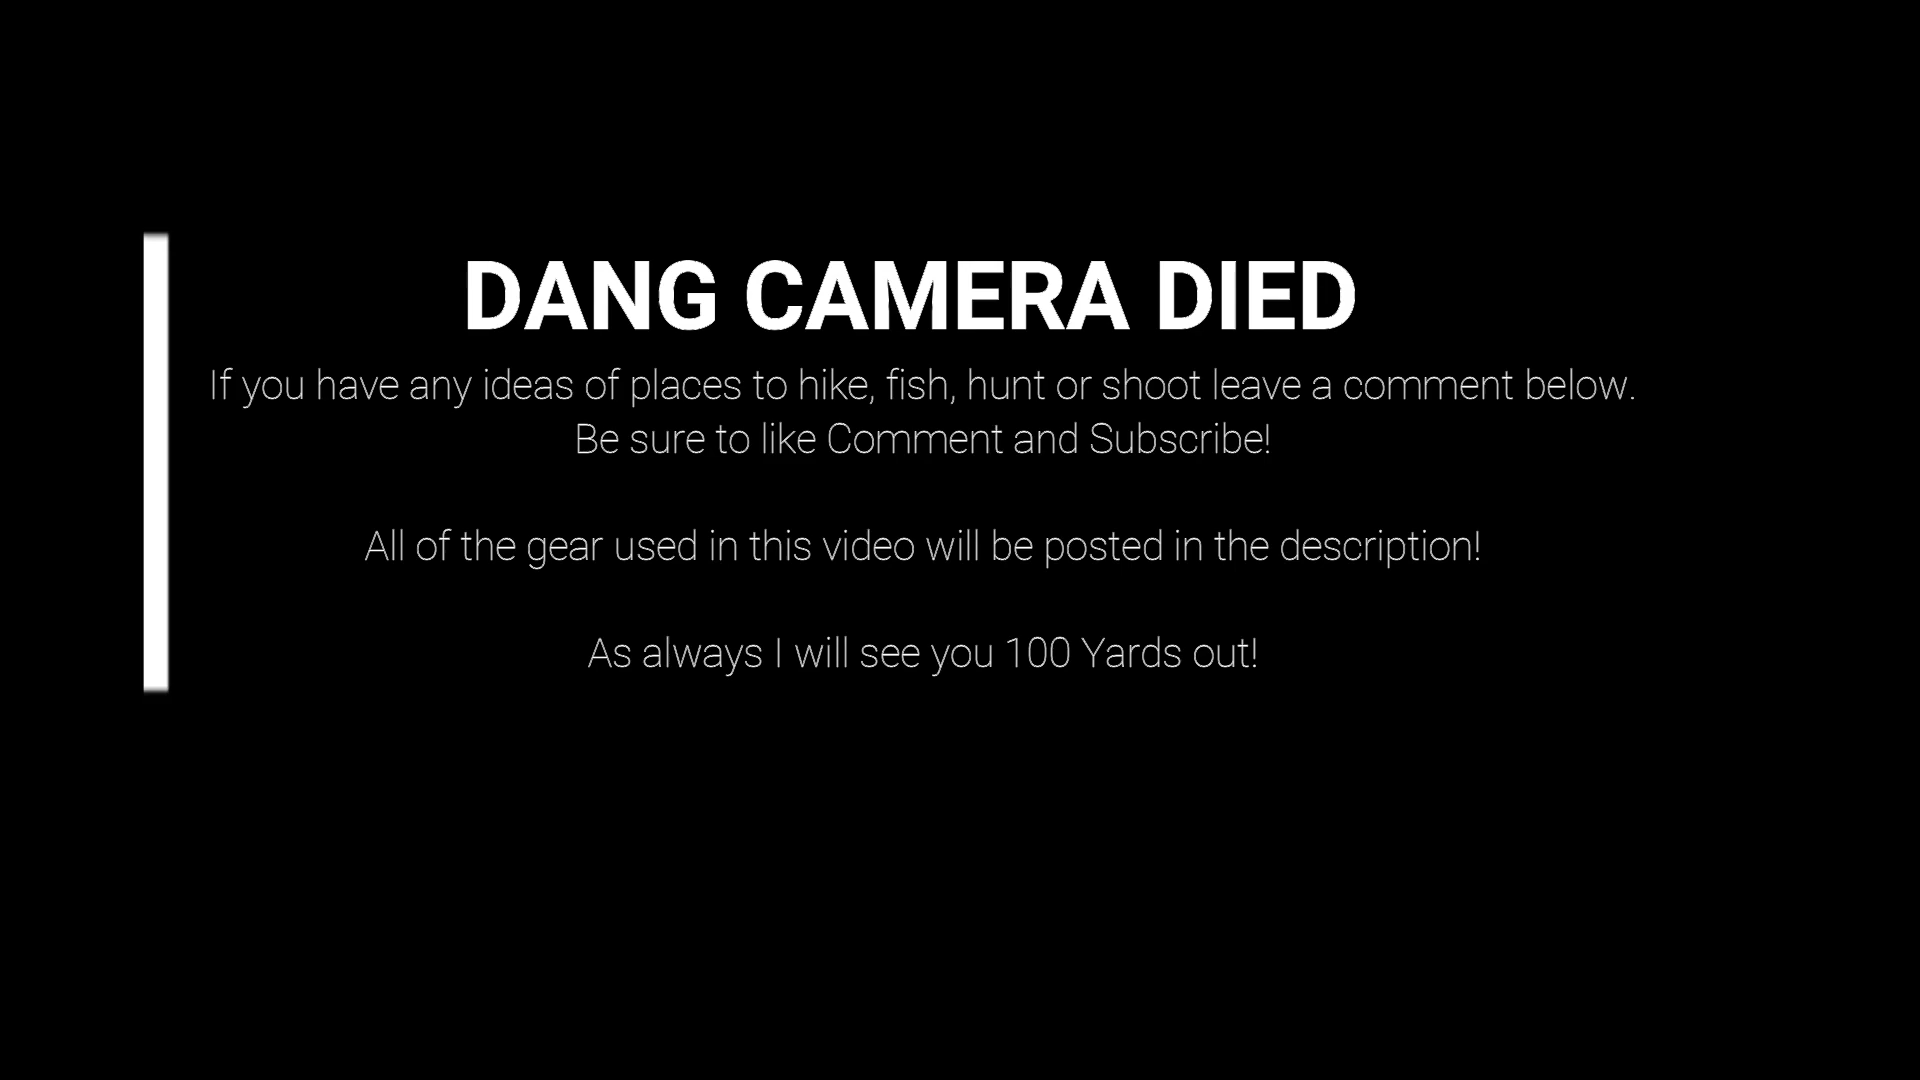 DANG CAMERA DIED
If you have any ideas of places to hike, fish, hunt or shoot leave a comment below.
Be sure to like Comment and Subscribe!
All of the gear used in this video will be posted in the description!
As always I will see you 100 Yards out!